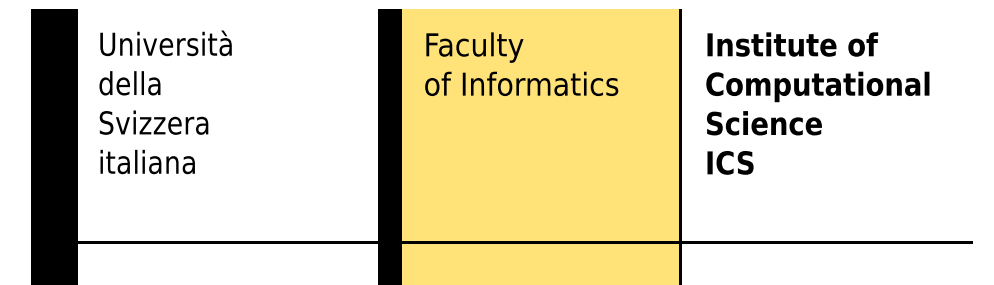 Università
della
Svizzera
italiana
Faculty
of Informatics
Institute of
Computational
Science
ICS